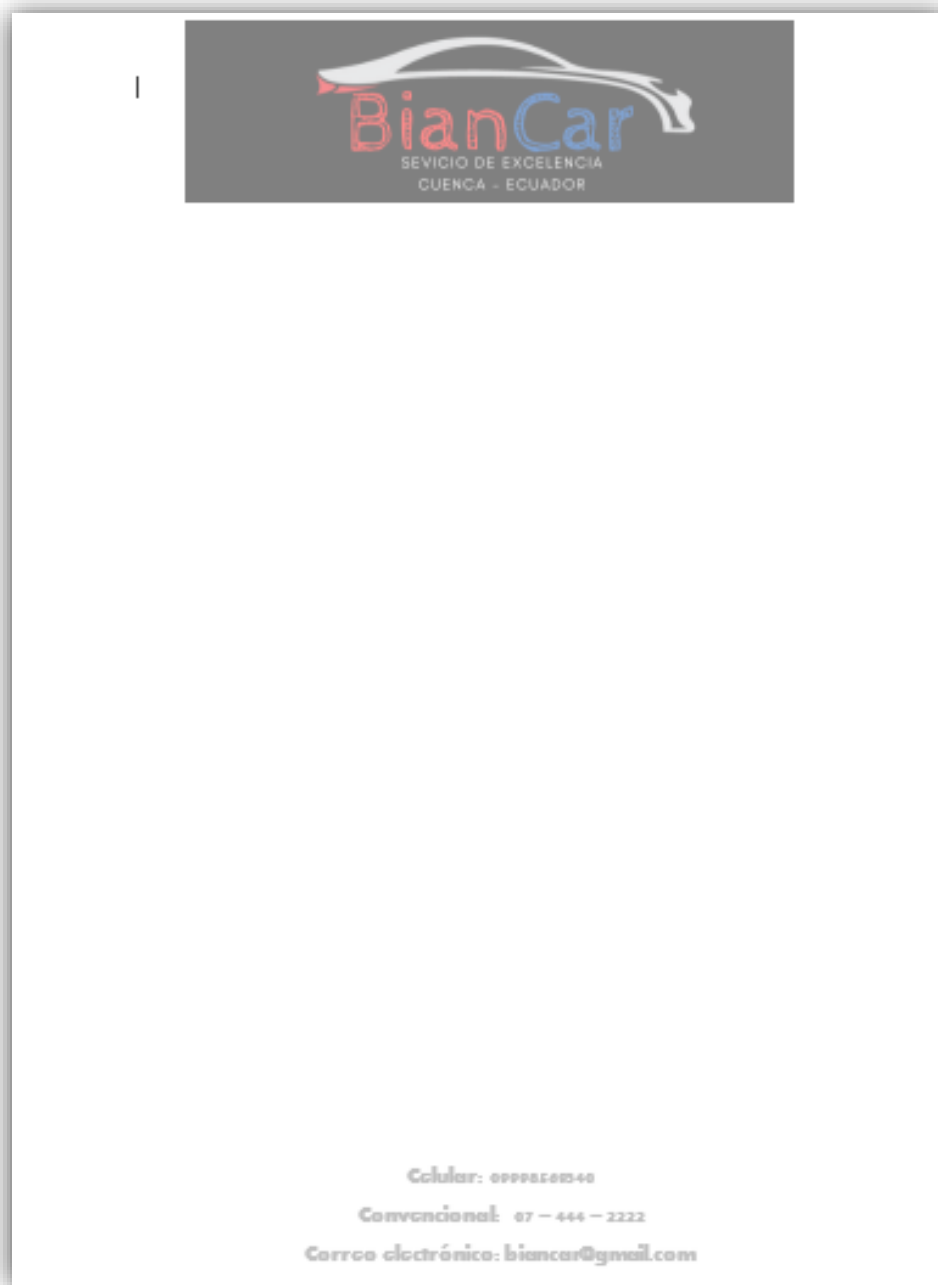 BianCar
SEVICIO DE EXCELENCIA
CUENCA - ECUADOR
Celular:
Convencional: 07 – 444 – 2222
Correo electrónico: biancar@gmail.com